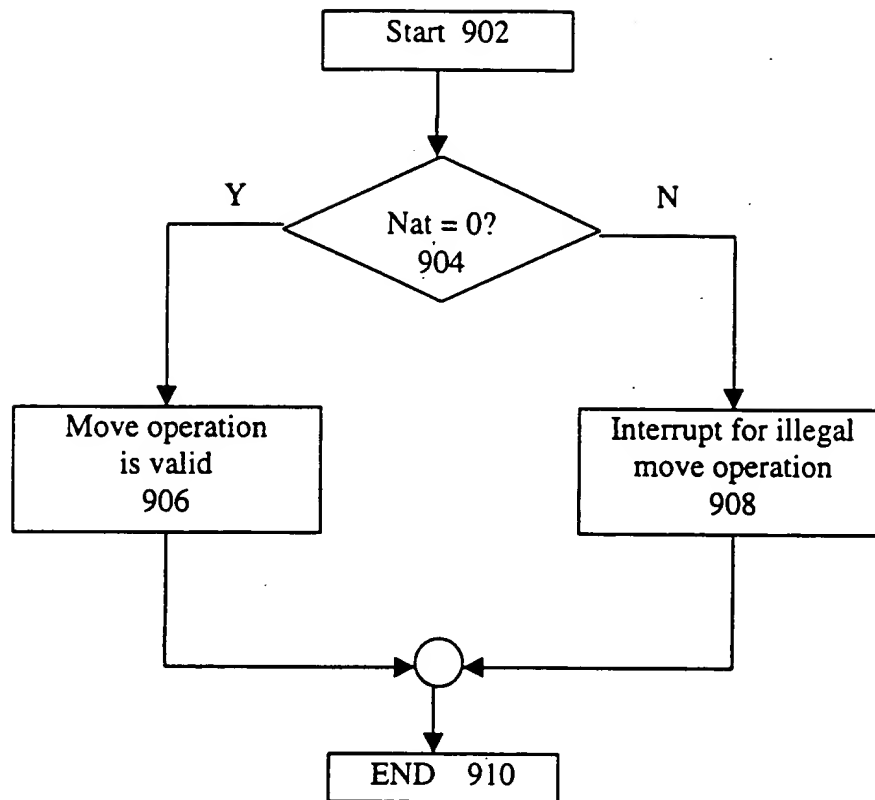 Start 902
Y
N
Nat = 0?
904
Move operation
is valid
906
Interrupt for illegal
move operation
908
END 910